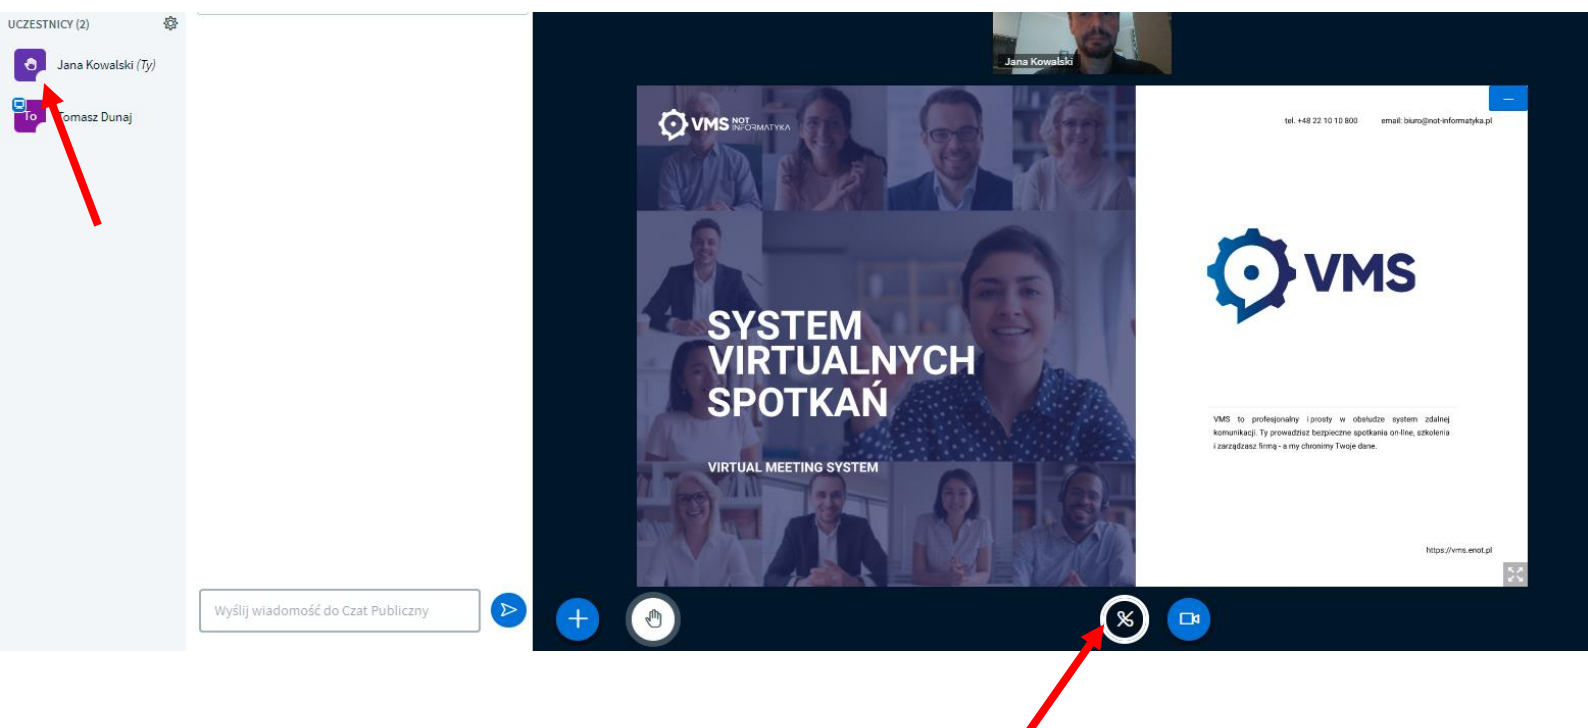 UCZESTNICY (2)
Jana Kowalski (Ty)
To
Tomasz Dunaj
Wyślij wiadomość do Czat Publiczny
Jana Kowalski
VMS NOT
INFORMATYKA
SYSTEM
WIRTUALNYCH
SPOTKAŃ
VIRTUAL MEETING SYSTEM
tel. +48 22 10 10 800 email: biuro@not-informatyka.pl
VMS
VMS to profesjonalny i prosty w obsłudze system zdalnej
komunikacji. Ty prowadzisz bezpieczne spotkania on-line, szkolenia
i zarządzasz firmą - a my chronimy Twoje dane.
https://vms.enot.pl